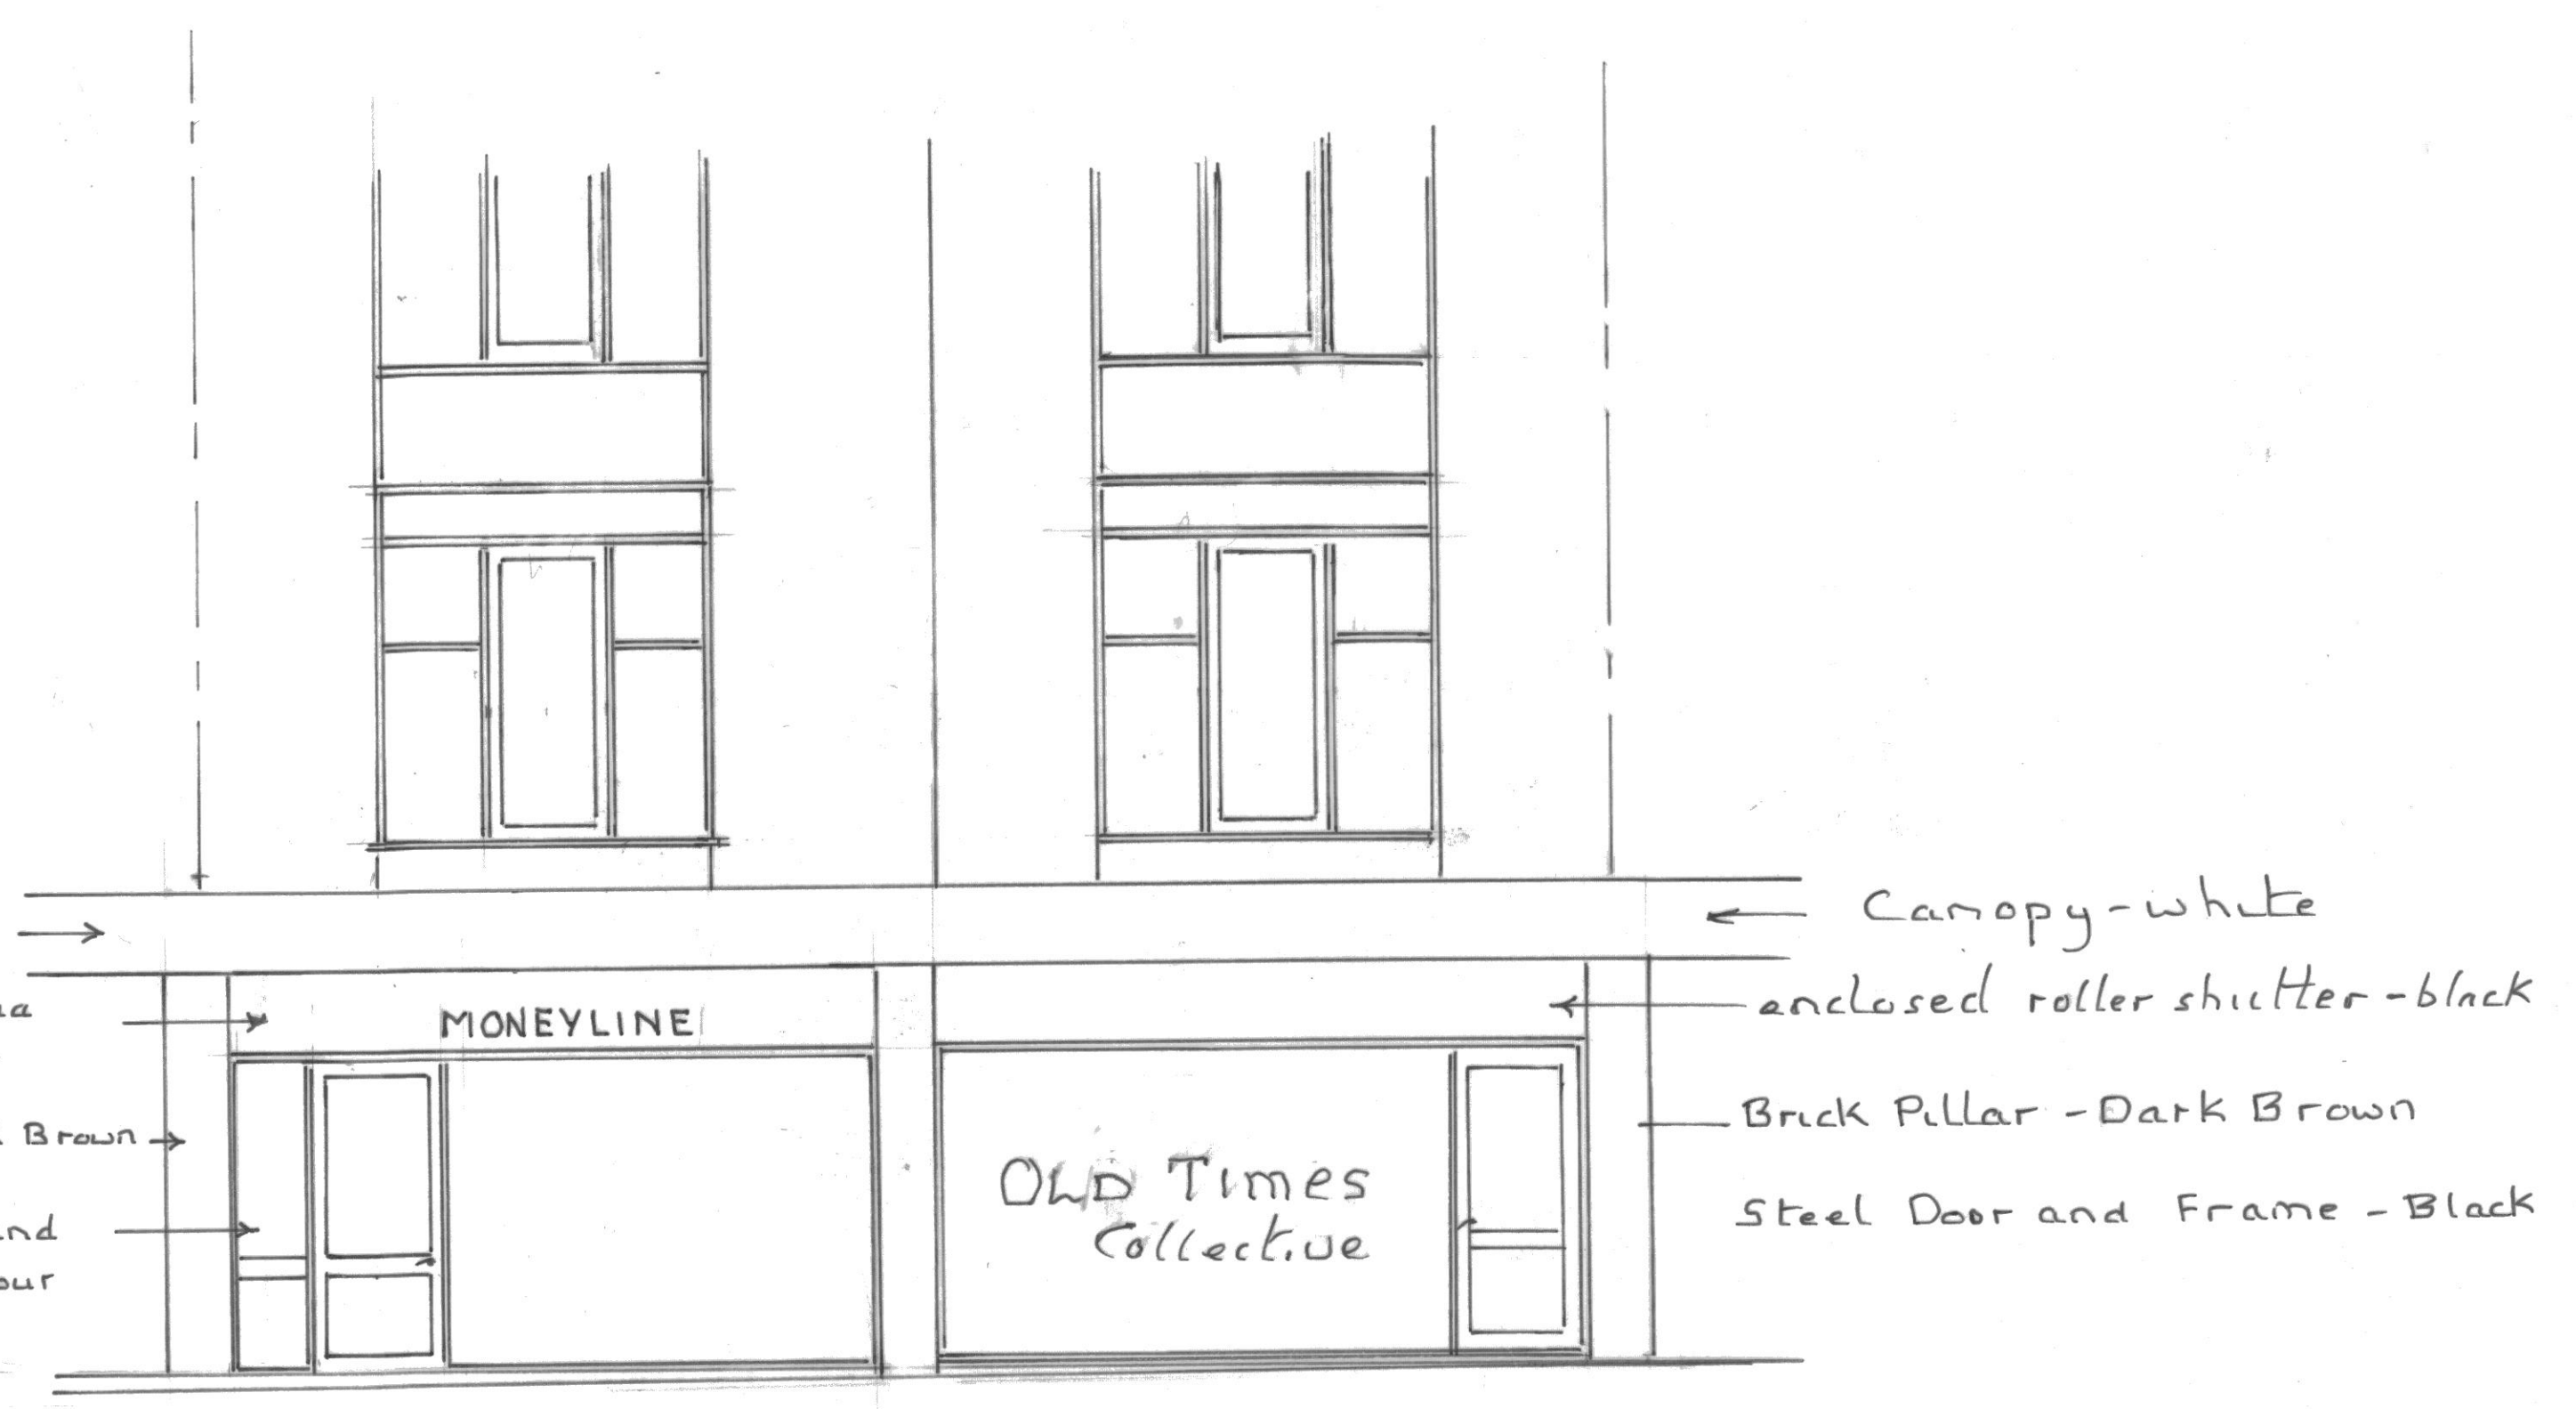 Canopy-white
enclosed roller shutter-black
MONEYLINE
Brown
Brick Pillar - Dark Brown
OLD Times
Collective
Steel Door and Frame - Black